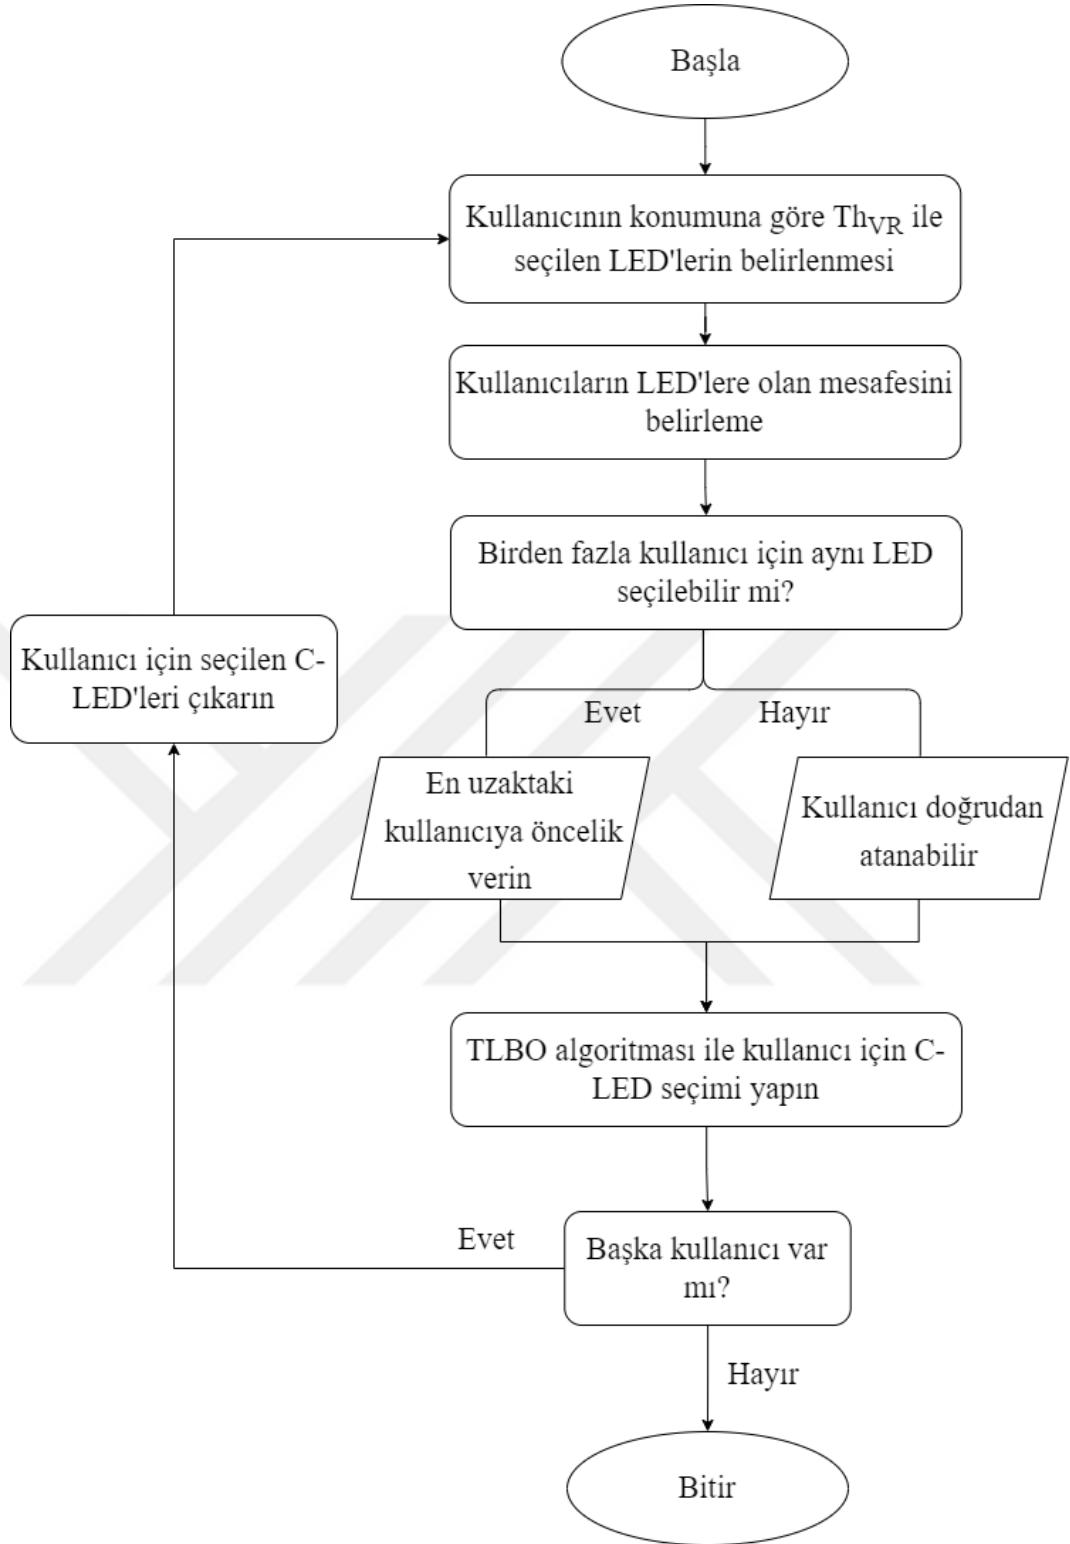 Başla
Kullanıcının konumuna göre ThVR ile
seçilen LED'lerin belirlenmesi
Kullanıcıların LED'lere olan mesafesini
belirleme
Birden fazla kullanıcı için aynı LED
seçilebilir mi?
Kullanıcı için seçilen C-
LED'leri çıkarın
Evet
Hayır
En uzaktaki
kullanıcıya öncelik
verin
Kullanıcı doğrudan
atanabilir
TLBO algoritması ile kullanıcı için C-
LED seçimi yapın
Evet
Başka kullanıcı var
mı?
Hayır
Bitir